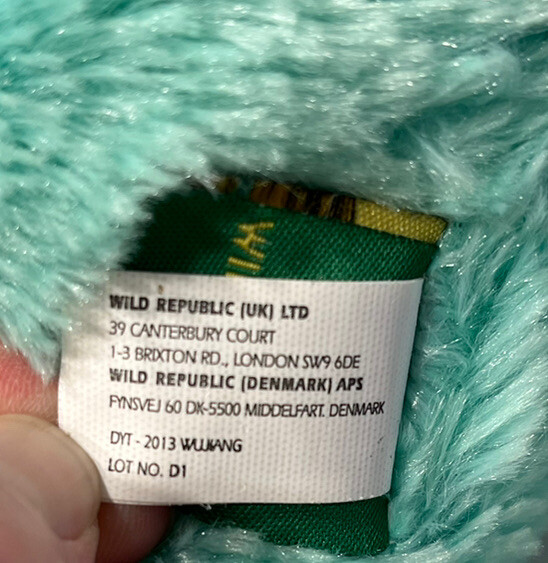 WILD REPUBLIC (UK) LTD
39 CANTERBURY COURT
1-3 BRIXTON RD., LONDON SW9 6DE
WILD REPUBLIC (DENMARK) APS
FYNSVEJ 60 DK-5500 MIDDELFART. DENMARK
DYT - 2013 WUJIANG
LOT NO. D1